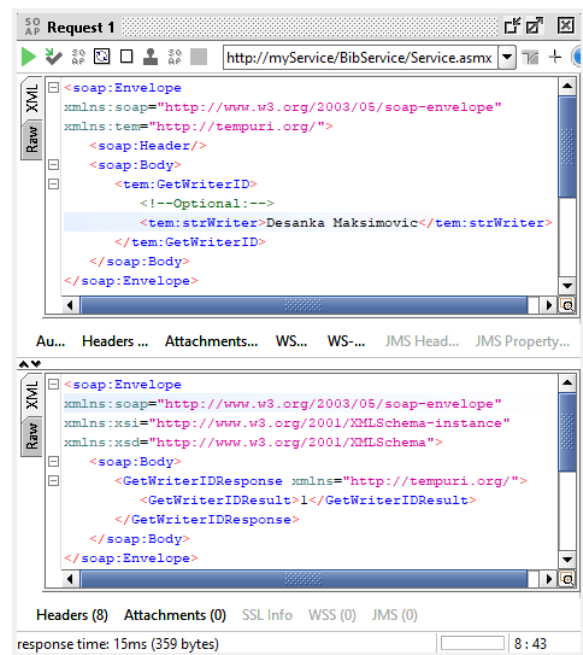 SO AP Request 1
SO AP SO AP http://myService/BibService/Service.asmx
XML
Raw
<soap:Envelope
xmlns:soap="http://www.w3.org/2003/05/soap-envelope"
xmlns:tem="http://tempuri.org/">
<soap:Header/>
<soap:Body>
<tem:GetWriterID>
<!--Optional:-->
<tem:strWriter>Desanka Maksimovic</tem:strWriter>
</tem:GetWriterID>
</soap:Body>
</soap:Envelope>
Au... Headers ... Attachments... WS... WS-... JMS Head... JMS Property...
XML
Raw
<soap:Envelope
xmlns:soap="http://www.w3.org/2003/05/soap-envelope"
xmlns:xsi="http://www.w3.org/2001/XMLSchema-instance"
xmlns:xsd="http://www.w3.org/2001/XMLSchema">
<soap:Body>
<GetWriterIDResponse xmlns="http://tempuri.org/">
<GetWriterIDResult>1</GetWriterIDResult>
</GetWriterIDResponse>
</soap:Body>
</soap:Envelope>
Headers (8) Attachments (0) SSL Info WSS (0) JMS (0)
response time: 15ms (359 bytes) 8 : 43